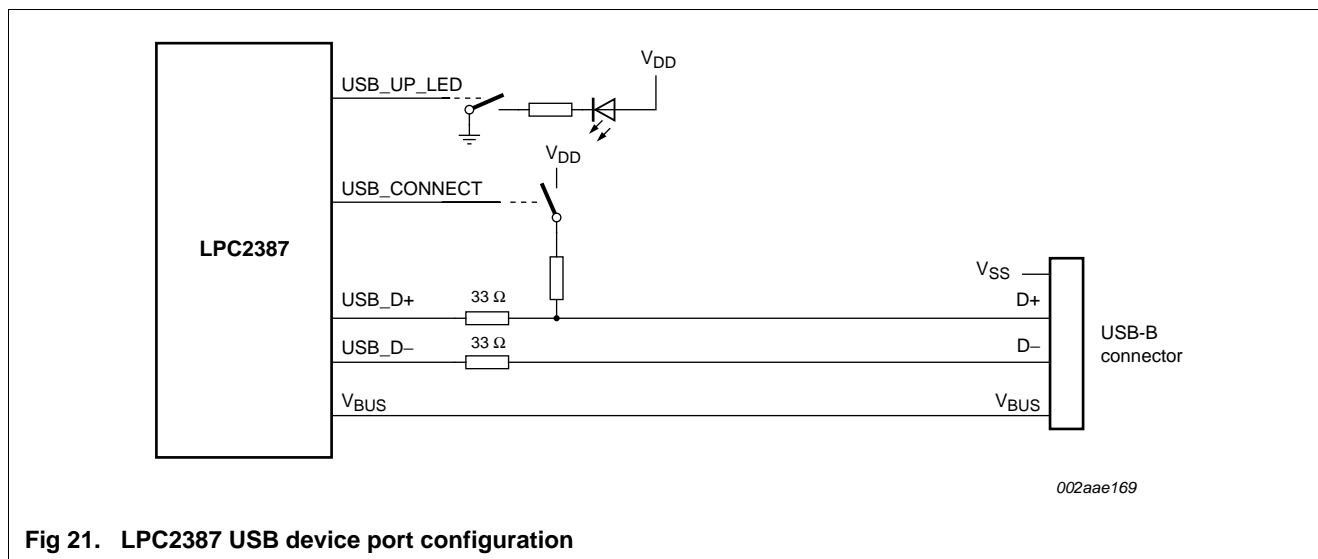 V_DD
USB_UP_LED
V_DD
USB_CONNECT
LPC2387
V_SS
USB_D+
33 Ω
D+
USB_D−
33 Ω
D−
USB-B
connector
V_BUS
V_BUS
002aae169
Fig 21. LPC2387 USB device port configuration